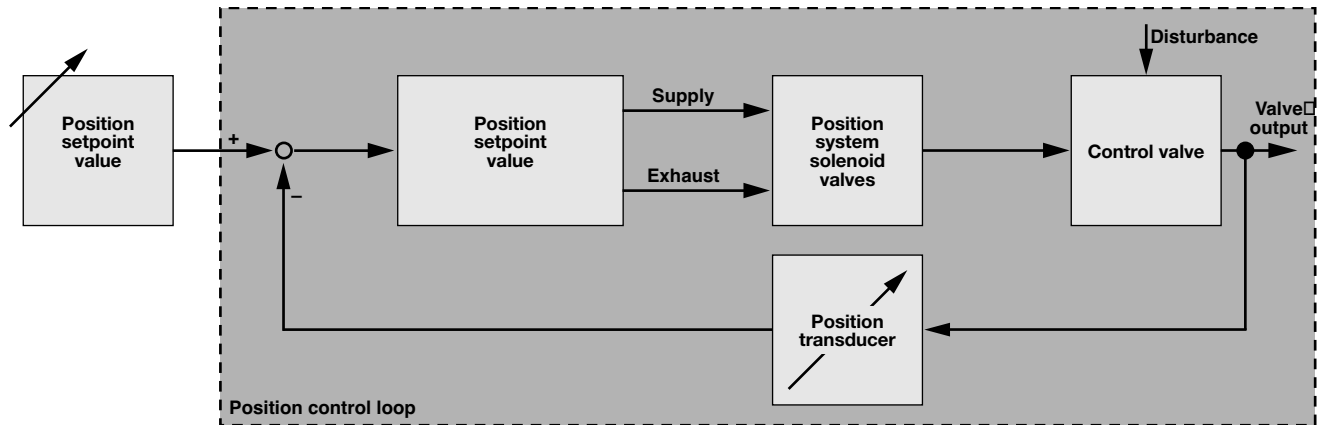 Disturbance
Position
setpoint
value
+
–
Position
setpoint
value
Supply
Exhaust
Position
system
solenoid
valves
Control valve
Valve□
output
Position
transducer
Position control loop